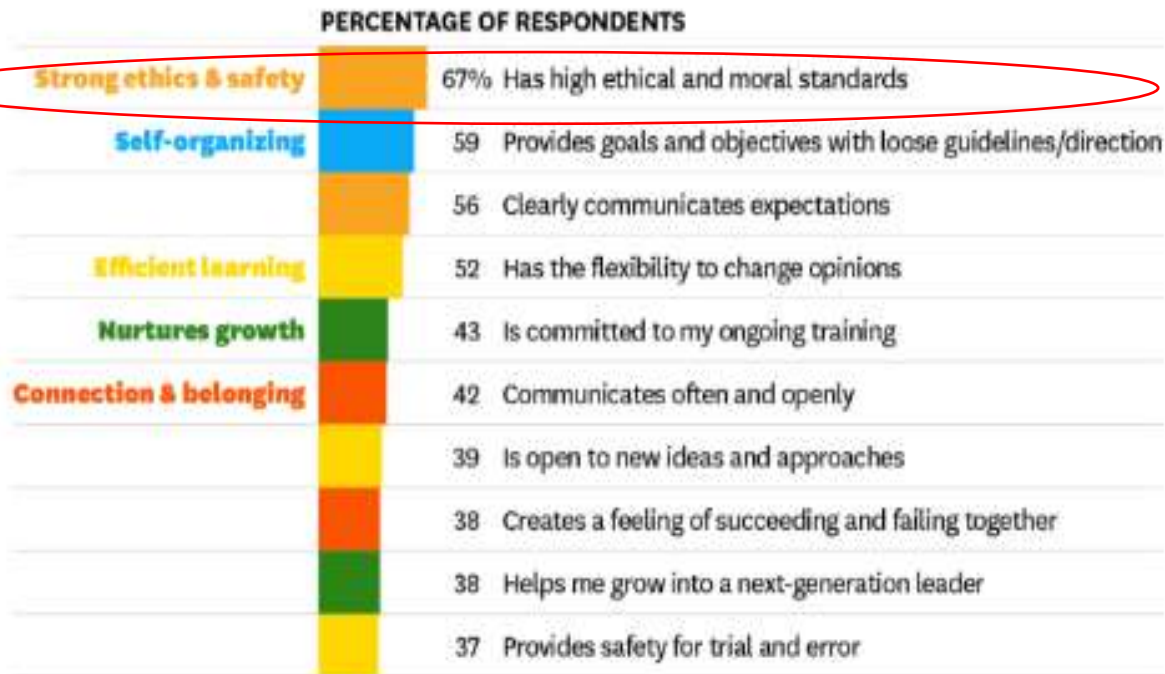 PERCENTAGE OF RESPONDENTS
Strong ethics & safety 67% Has high ethical and moral standards
Self-organizing 59 Provides goals and objectives with loose guidelines/direction
56 Clearly communicates expectations
Efficient learning 52 Has the flexibility to change opinions
Nurtures growth 43 Is committed to my ongoing training
Connection & belonging 42 Communicates often and openly
39 Is open to new ideas and approaches
38 Creates a feeling of succeeding and failing together
38 Helps me grow into a next-generation leader
37 Provides safety for trial and error